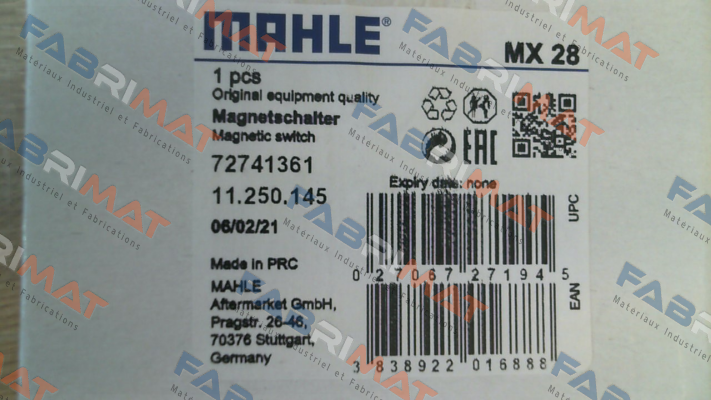 MAHLE®
MX 28
1 pcs
Original equipment quality
Magnetschalter
Magnetic switch
72741361
11.250.145
EAC
Expiry date: none
06/02/21
UPC
0 27067 27194 5
Made in PRC
MAHLE
Aftermarket GmbH,
Pragstr. 26-46,
70376 Stuttgart,
Germany
EAN
3 838922 016888
FABRIMAT
Matériaux Industriel et Fabrications